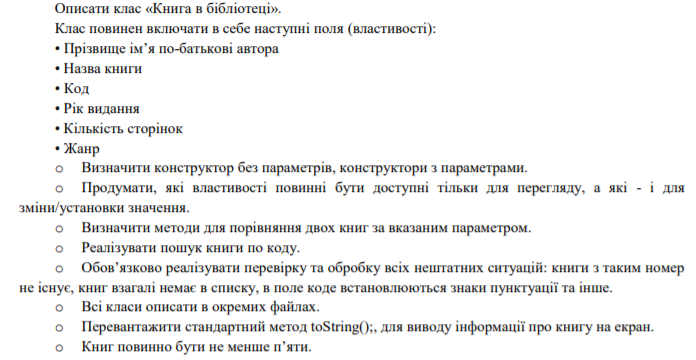 Описати клас «Книга в бібліотеці».
Клас повинен включати в себе наступні поля (властивості):
• Прізвище ім’я по-батькові автора
• Назва книги
• Код
• Рік видання
• Кількість сторінок
• Жанр
o Визначити конструктор без параметрів, конструктори з параметрами.
o Продумати, які властивості повинні бути доступні тільки для перегляду, а які - і для
зміни/установки значення.
o Визначити методи для порівняння двох книг за вказаним параметром.
o Реалізувати пошук книги по коду.
o Обов’язково реалізувати перевірку та обробку всіх нештатних ситуацій: книги з таким номер
не існує, книг взагалі немає в списку, в поле коде встановлюються знаки пунктуації та інше.
o Всі класи описати в окремих файлах.
o Перевантажити стандартний метод toString();, для виводу інформації про книгу на екран.
o Книг повинно бути не менше п’яти.